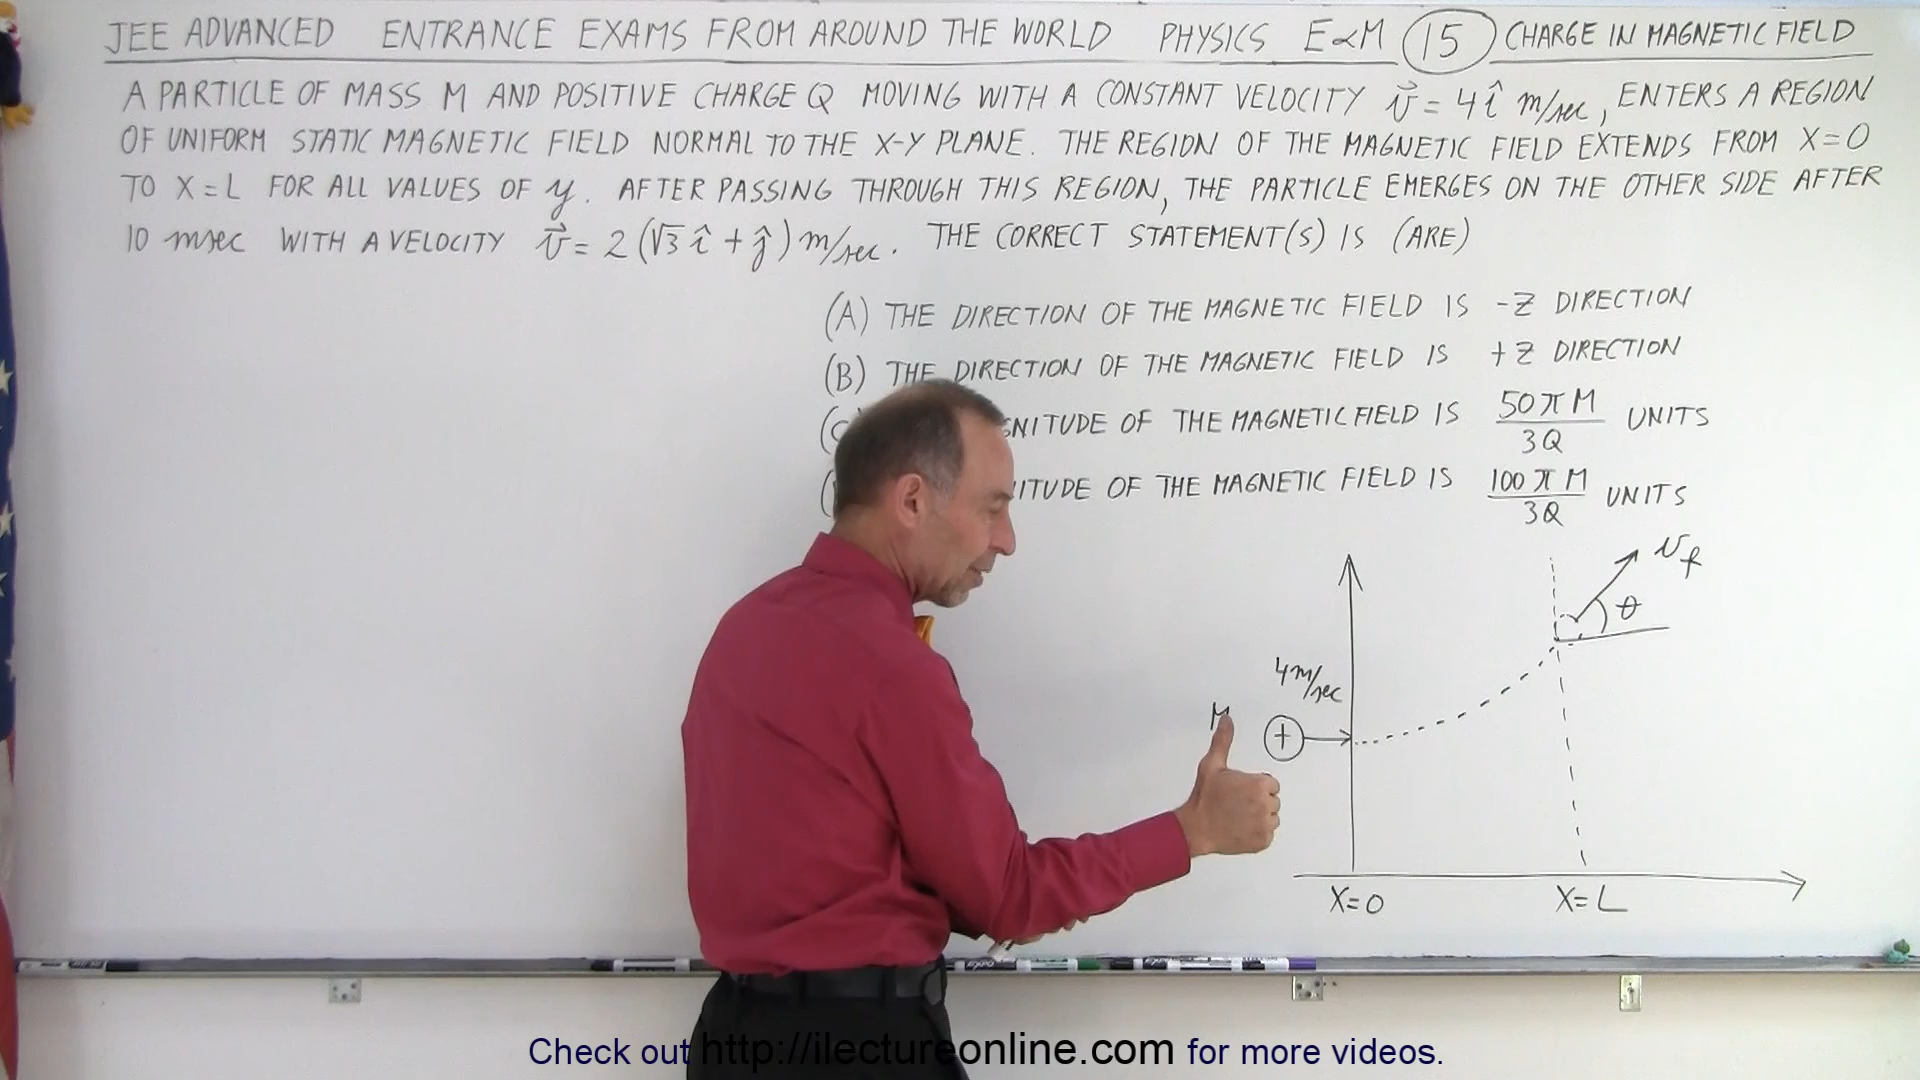 JEE ADVANCED ENTRANCE EXAMS FROM AROUND THE WORLD PHYSICS E&M 15 CHARGE IN MAGNETIC FIELD
A PARTICLE OF MASS M AND POSITIVE CHARGE Q MOVING WITH A CONSTANT VELOCITY v⃗ = 4î m/sec, ENTERS A REGION
OF UNIFORM STATIC MAGNETIC FIELD NORMAL TO THE X-Y PLANE. THE REGION OF THE MAGNETIC FIELD EXTENDS FROM X=0
TO X=L FOR ALL VALUES OF y. AFTER PASSING THROUGH THIS REGION, THE PARTICLE EMERGES ON THE OTHER SIDE AFTER
10 msec WITH A VELOCITY v⃗ = 2(√3 î + ĵ) m/sec. THE CORRECT STATEMENT(S) IS (ARE)
(A) THE DIRECTION OF THE MAGNETIC FIELD IS -Z DIRECTION
(B) THE DIRECTION OF THE MAGNETIC FIELD IS +Z DIRECTION
GNITUDE OF THE MAGNETIC FIELD IS 50πM/3Q UNITS
ITUDE OF THE MAGNETIC FIELD IS 100πM/3Q UNITS
v_f
θ
4 m/sec
M
+
X=0 X=L
Check out http://ilectureonline.com for more videos.